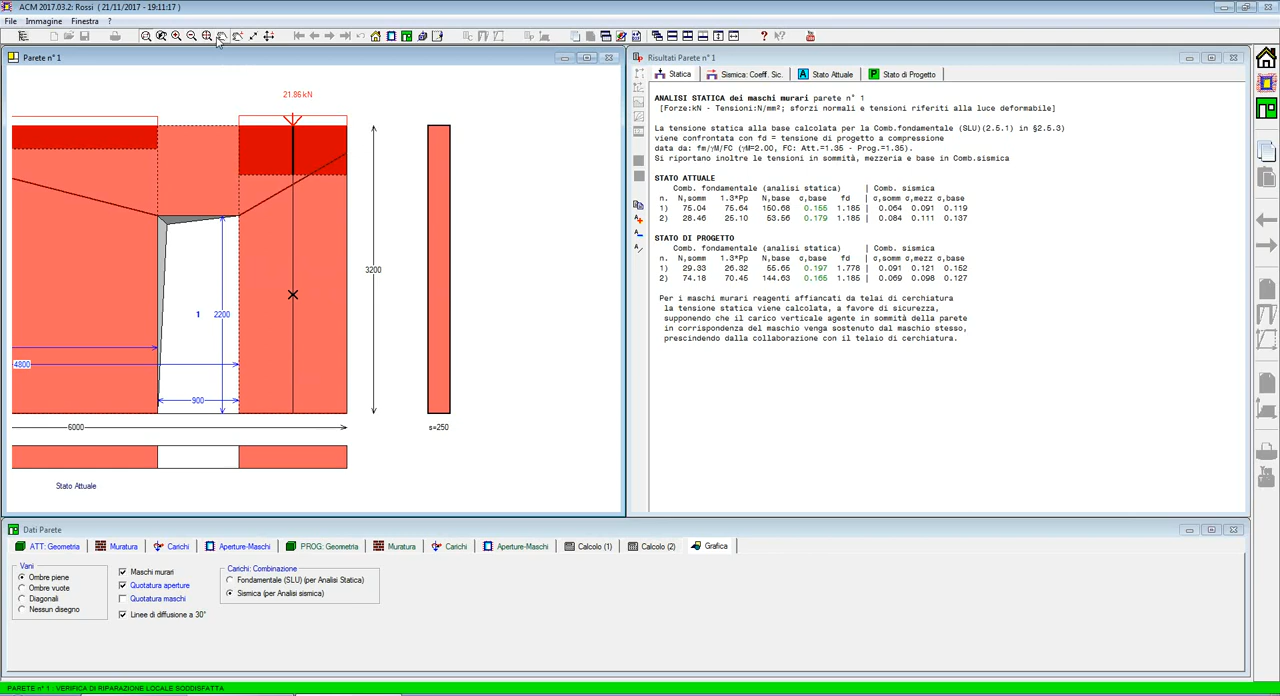 ACM 2017.03.2: Rossi ( 21/11/2017 - 19:11:17 )
File Immagine Finestra ?
Parete n° 1
21.86 kN
3200
1
2200
4800
900
6000
s=250
Stato Attuale
Risultati Parete n° 1
Statica Sismica: Coeff. Sic. A Stato Attuale P Stato di Progetto
ANALISI STATICA dei maschi murari parete n° 1
[Forze:kN - Tensioni:N/mm²; sforzi normali e tensioni riferiti alla luce deformabile]
La tensione statica alla base calcolata per la Comb.fondamentale (SLU)(2.5.1) in §2.5.3)
viene confrontata con fd = tensione di progetto a compressione
data da: fm/γM/FC (γM=2.00, FC: Att.=1.35 - Prog.=1.35).
Si riportano inoltre le tensioni in sommità, mezzeria e base in Comb.sismica
STATO ATTUALE
Comb. fondamentale (analisi statica) | Comb. sismica
n. N,somm 1.3*Pp N,base σ,base fd | σ,somm σ,mezz σ,base
1) 75.04 75.64 150.68 0.155 1.185 | 0.064 0.091 0.119
2) 28.46 25.10 53.56 0.179 1.185 | 0.084 0.111 0.137
STATO DI PROGETTO
Comb. fondamentale (analisi statica) | Comb. sismica
n. N,somm 1.3*Pp N,base σ,base fd | σ,somm σ,mezz σ,base
1) 29.33 26.32 55.65 0.197 1.778 | 0.091 0.121 0.152
2) 74.18 70.45 144.63 0.165 1.185 | 0.069 0.098 0.127
Per i maschi murari reagenti affiancati da telai di cerchiatura
la tensione statica viene calcolata, a favore di sicurezza,
supponendo che il carico verticale agente in sommità della parete
in corrispondenza del maschio venga sostenuto dal maschio stesso,
prescindendo dalla collaborazione con il telaio di cerchiatura.
Dati Parete
ATT: Geometria Muratura Carichi Aperture-Maschi PROG: Geometria Muratura Carichi Aperture-Maschi Calcolo (1) Calcolo (2) Grafica
Vani
Ombre piene
Ombre vuote
Diagonali
Nessun disegno
Maschi murari
Quotatura aperture
Quotatura maschi
Linee di diffusione a 30°
Carichi: Combinazione
Fondamentale (SLU) (per Analisi Statica)
Sismica (per Analisi sismica)
PARETE n° 1 : VERIFICA DI RIPARAZIONE LOCALE SODDISFATTA